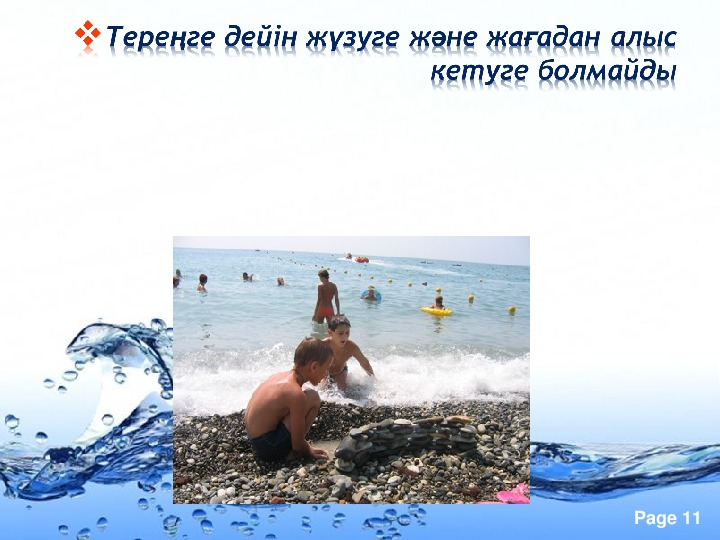 Тереңге дейін жүзуге және жағадан алыс
кетуге болмайды
Page 11